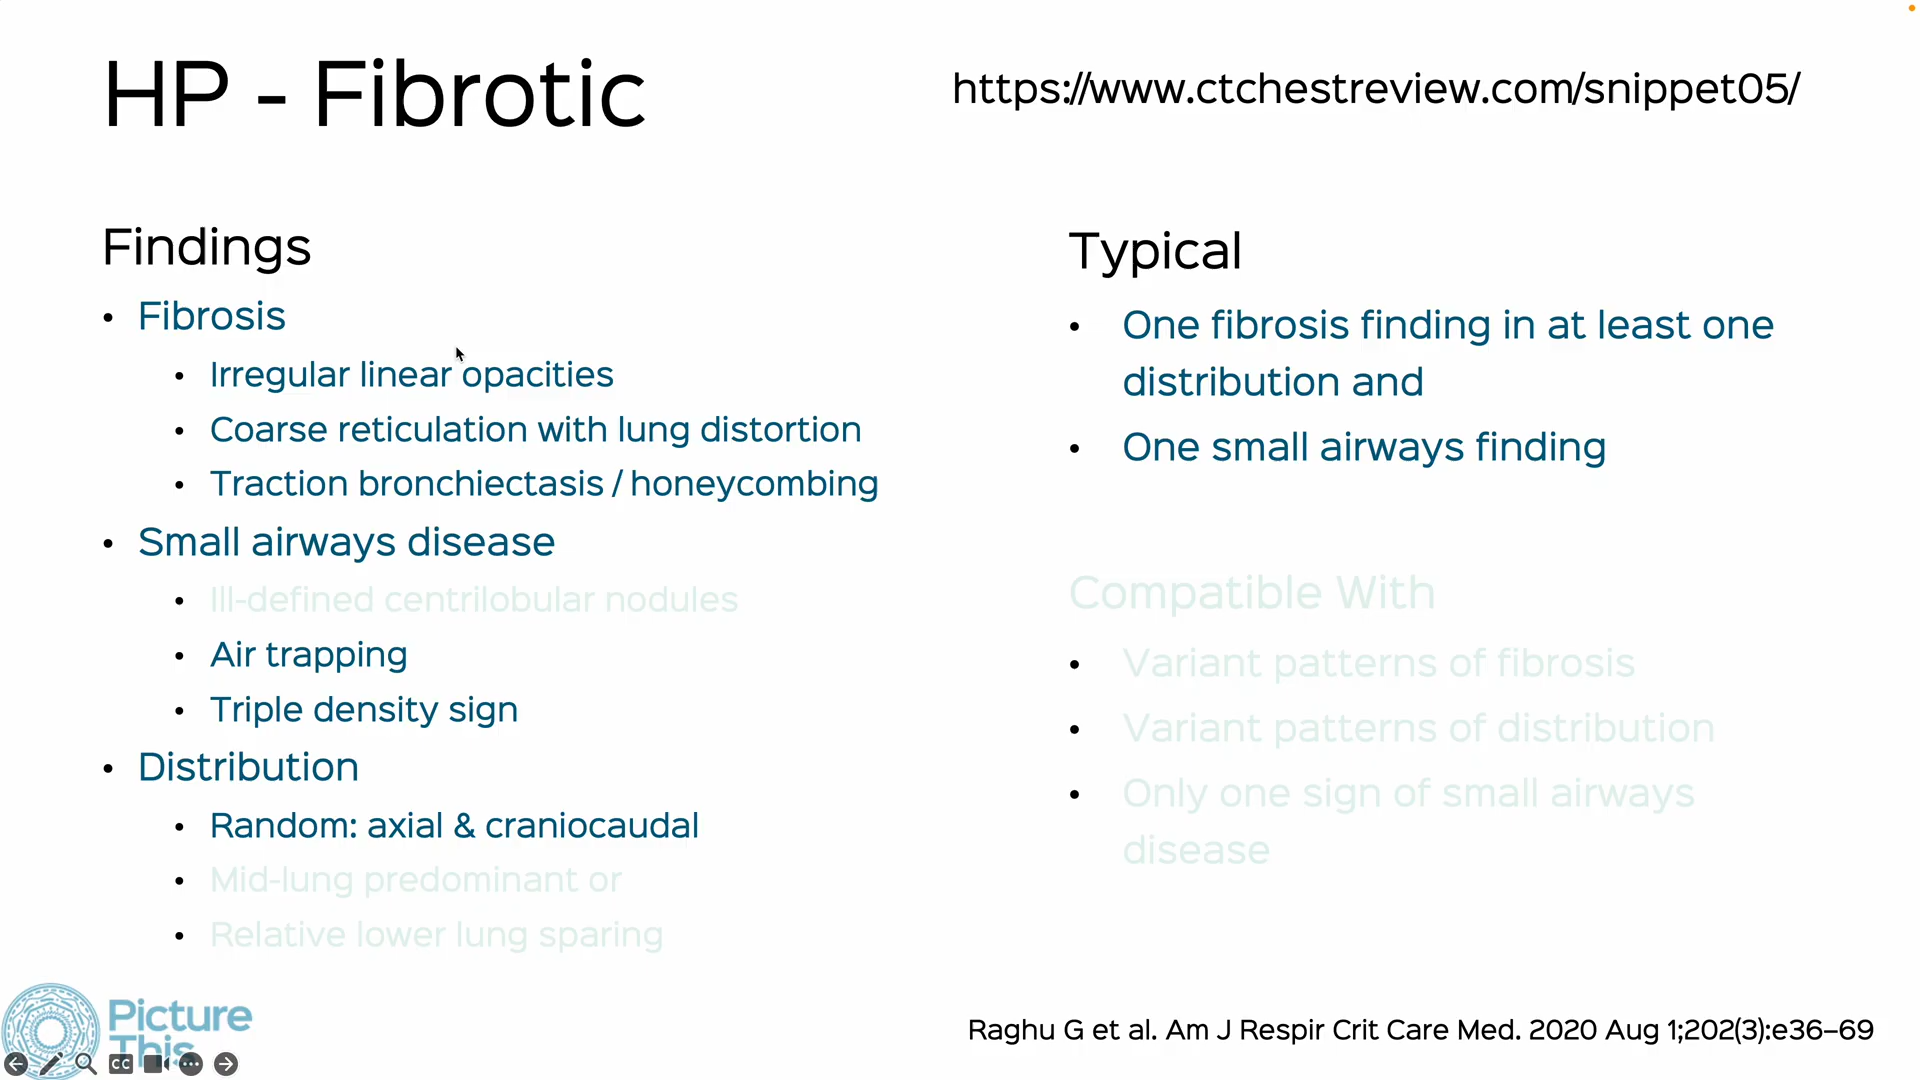 HP - Fibrotic
https://www.ctchestreview.com/snippet05/
Findings
• Fibrosis
• Irregular linear opacities
• Coarse reticulation with lung distortion
• Traction bronchiectasis / honeycombing
• Small airways disease
• Ill-defined centrilobular nodules
• Air trapping
• Triple density sign
• Distribution
• Random: axial & craniocaudal
• Mid-lung predominant or
• Relative lower lung sparing
Typical
• One fibrosis finding in at least one
distribution and
• One small airways finding
Compatible With
• Variant patterns of fibrosis
• Variant patterns of distribution
• Only one sign of small airways
disease
Picture
This
CC
Raghu G et al. Am J Respir Crit Care Med. 2020 Aug 1;202(3):e36–69